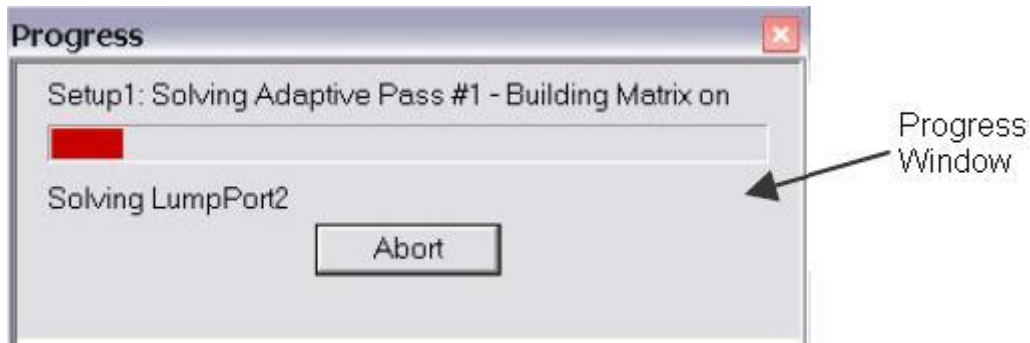 Progress
Setup1: Solving Adaptive Pass #1 - Building Matrix on
Solving LumpPort2
Abort
Progress
Window